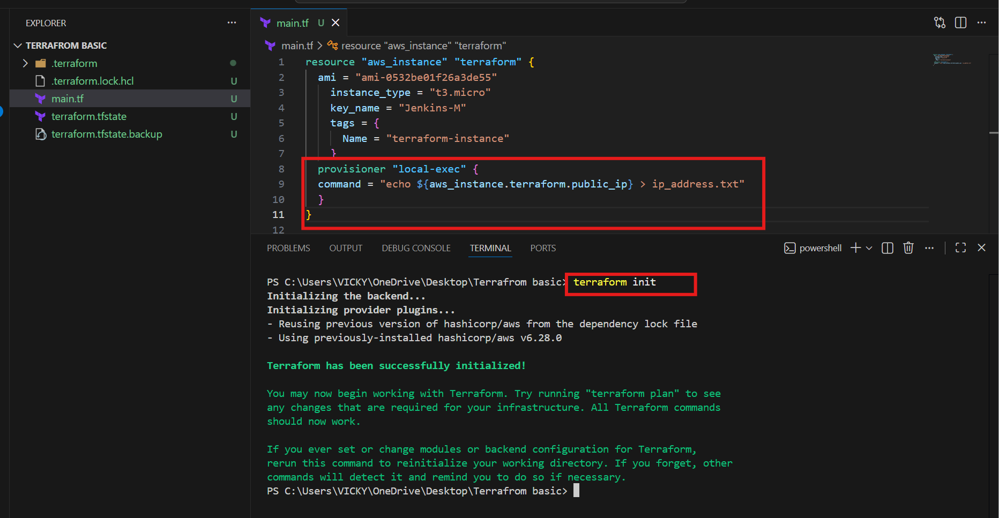 EXPLORER
TERRAFROM BASIC
.terraform
.terraform.lock.hcl U
main.tf U
terraform.tfstate U
terraform.tfstate.backup U
main.tf U
main.tf > resource "aws_instance" "terraform"
1 resource "aws_instance" "terraform" {
2 ami = "ami-0532be01f26a3de55"
3 instance_type = "t3.micro"
4 key_name = "Jenkins-M"
5 tags = {
6 Name = "terraform-instance"
7 }
8 provisioner "local-exec" {
9 command = "echo ${aws_instance.terraform.public_ip} > ip_address.txt"
10 }
11 }
12
PROBLEMS OUTPUT DEBUG CONSOLE TERMINAL PORTS powershell
PS C:\Users\VICKY\OneDrive\Desktop\Terrafrom basic> terraform init
Initializing the backend...
Initializing provider plugins...
- Reusing previous version of hashicorp/aws from the dependency lock file
- Using previously-installed hashicorp/aws v6.28.0
Terraform has been successfully initialized!
You may now begin working with Terraform. Try running "terraform plan" to see
any changes that are required for your infrastructure. All Terraform commands
should now work.
If you ever set or change modules or backend configuration for Terraform,
rerun this command to reinitialize your working directory. If you forget, other
commands will detect it and remind you to do so if necessary.
PS C:\Users\VICKY\OneDrive\Desktop\Terrafrom basic>